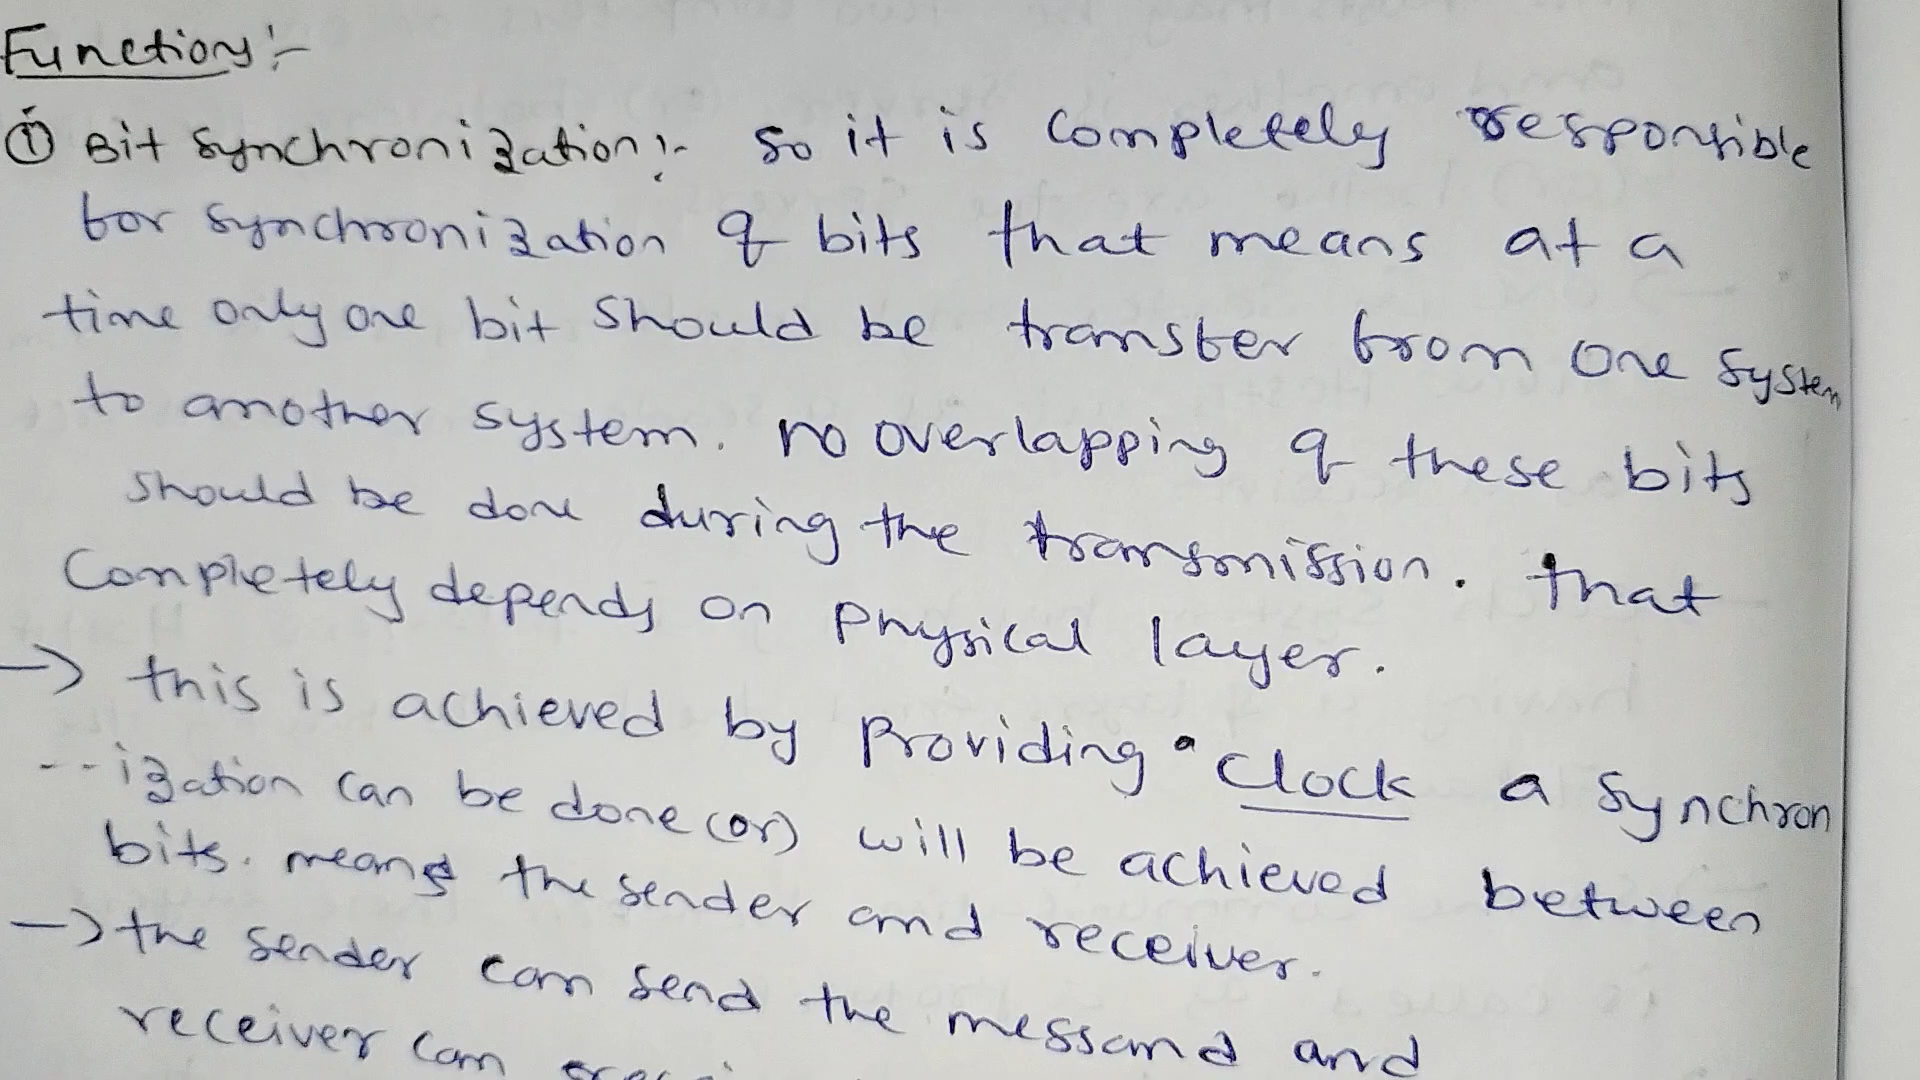 Functions:-
① Bit Synchronization:- So it is Completely responsible
for synchronization of bits that means at a
time only one bit should be transfer from one system
to another system. no overlapping of these bits
should be done during the transmission. that
Completely depends on Physical layer.
-> this is achieved by Providing Clock a synchron
--ization can be done (or) will be achieved between
bits. means the sender and receiver.
-> the sender can send the messand and
receiver can